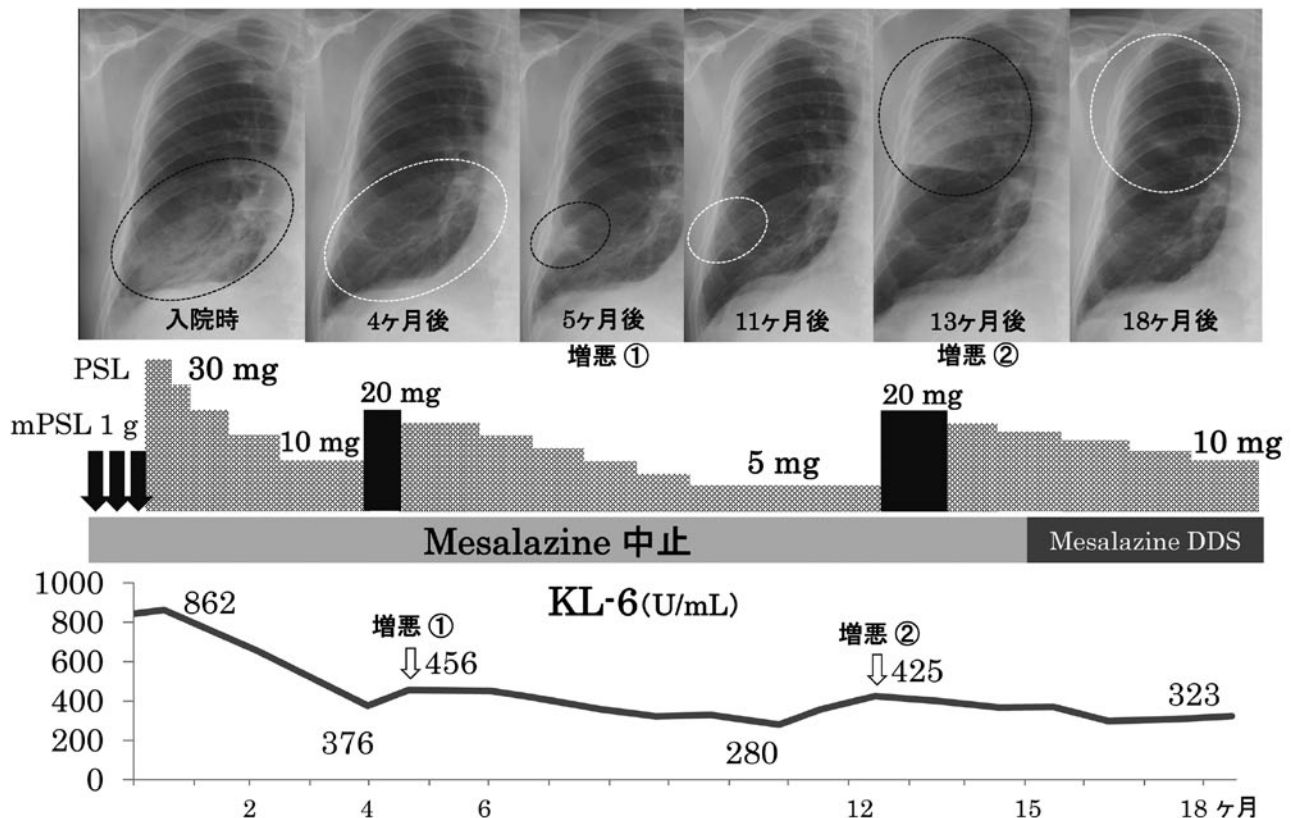 入院時
4ヶ月後
5ヶ月後
11ヶ月後
13ヶ月後
18ヶ月後
増悪 ①
増悪 ②
PSL
30 mg
mPSL 1 g
10 mg
20 mg
5 mg
20 mg
10 mg
Mesalazine 中止
Mesalazine DDS
KL-6(U/mL)
1000
800
600
400
200
0
862
376
増悪 ①
456
280
増悪 ②
425
323
2
4
6
12
15
18 ヶ月